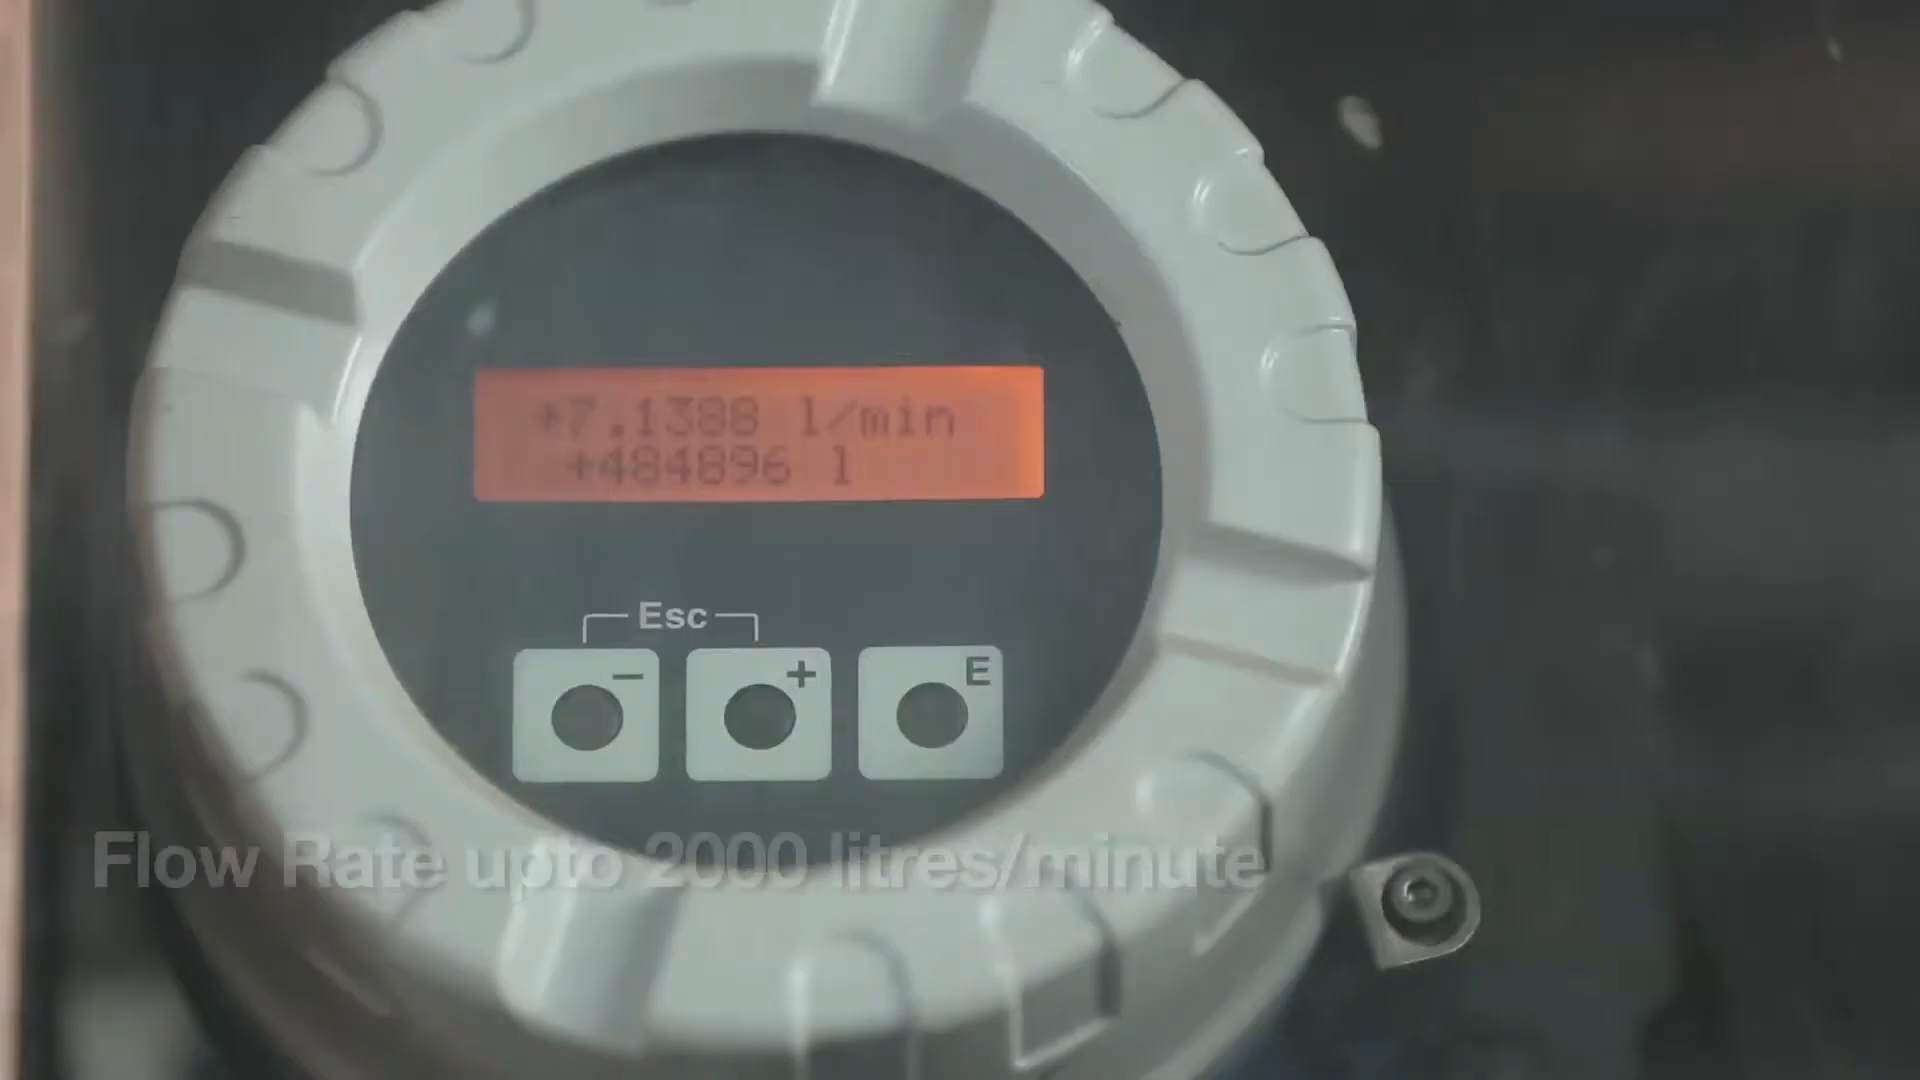 +7.1388 l/min
+484896 l
Esc
- + E
Flow Rate upto 2000 litres/minute